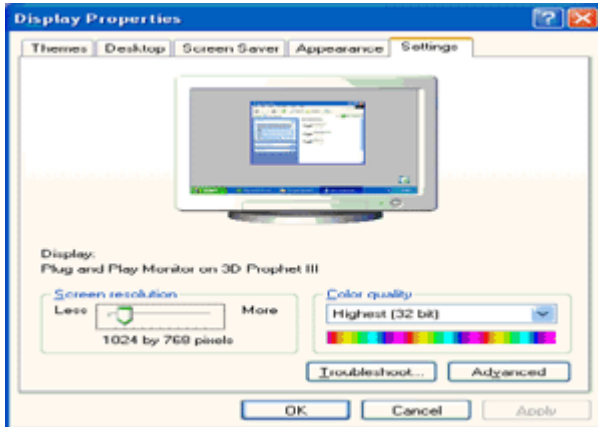 Display Properties
Themes Desktop Screen Saver Appearance Settings
Display:
Plug and Play Monitor on 3D Prophet III
Screen resolution
Less More
1024 by 768 pixels
Color quality
Highest (32 bit)
Troubleshoot... Advanced
OK Cancel Apply